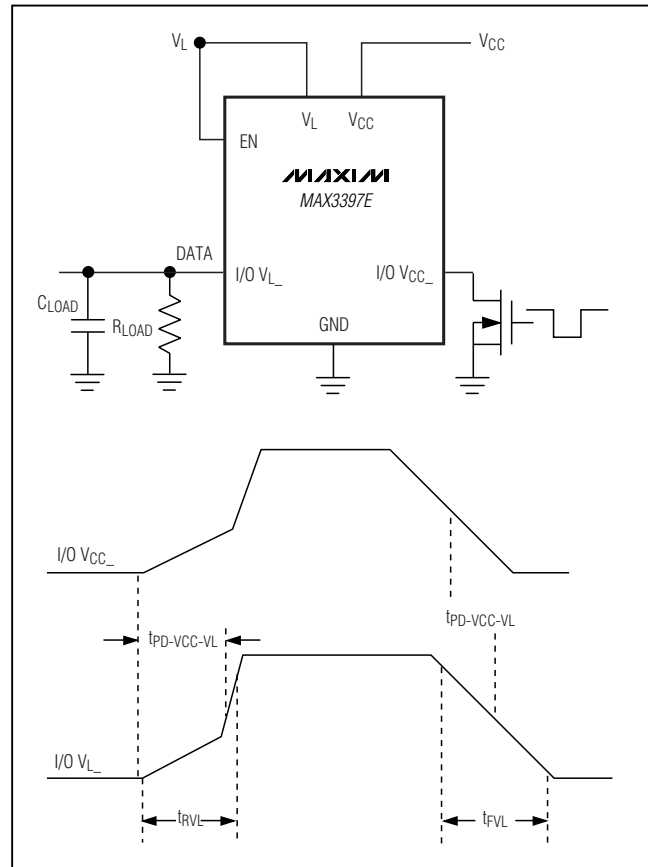 V_L
V_CC
V_L
V_CC
EN
MAXIM
MAX3397E
DATA
I/O V_L_
I/O V_CC_
C_LOAD
R_LOAD
GND
I/O V_CC_
t_PD-VCC-VL
t_PD-VCC-VL
I/O V_L_
t_RVL
t_FVL